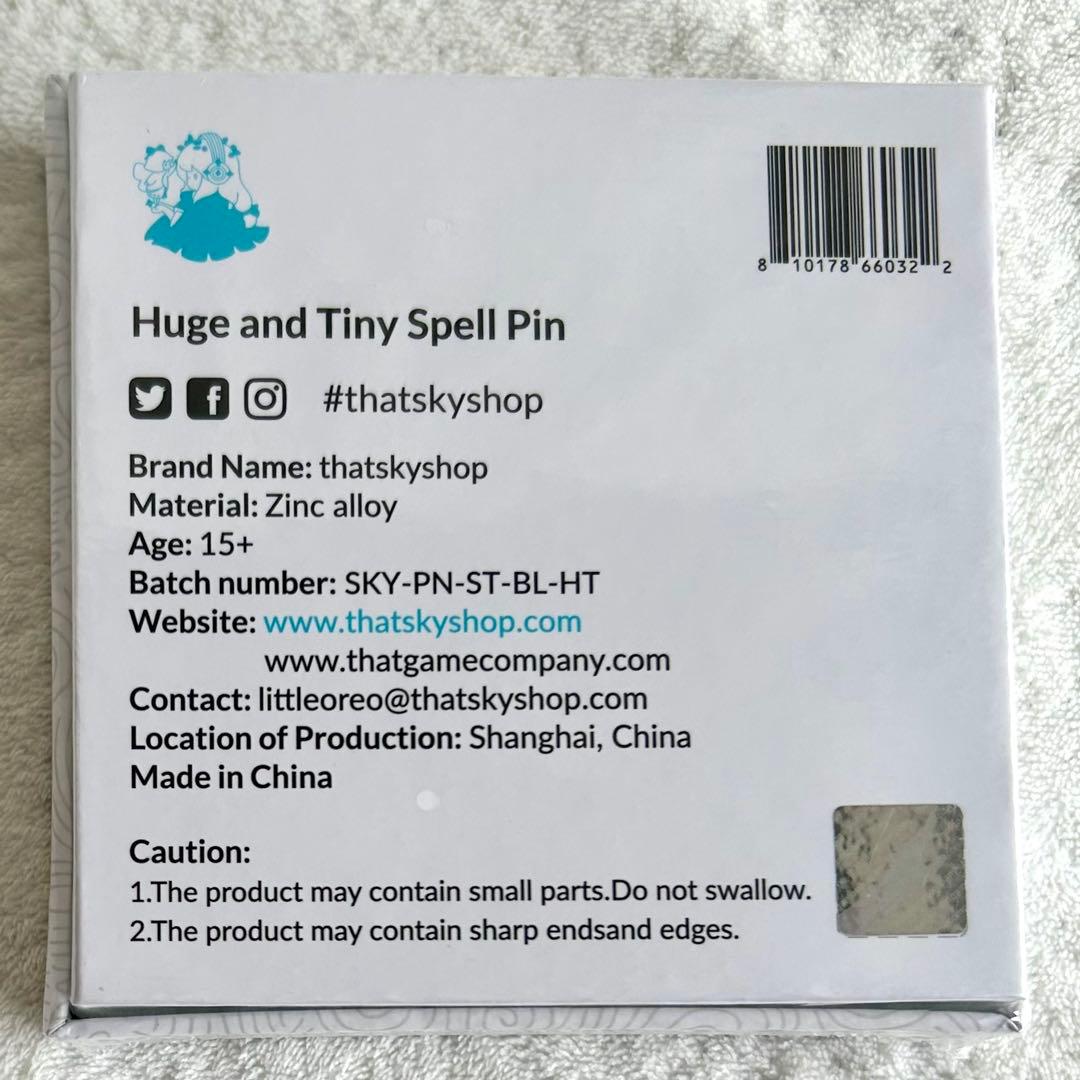 8 10178 66032 2
Huge and Tiny Spell Pin
#thatskyshop
Brand Name: thatskyshop
Material: Zinc alloy
Age: 15+
Batch number: SKY-PN-ST-BL-HT
Website: www.thatskyshop.com
www.thatgamecompany.com
Contact: littleoreo@thatskyshop.com
Location of Production: Shanghai, China
Made in China
Caution:
1.The product may contain small parts.Do not swallow.
2.The product may contain sharp endsand edges.